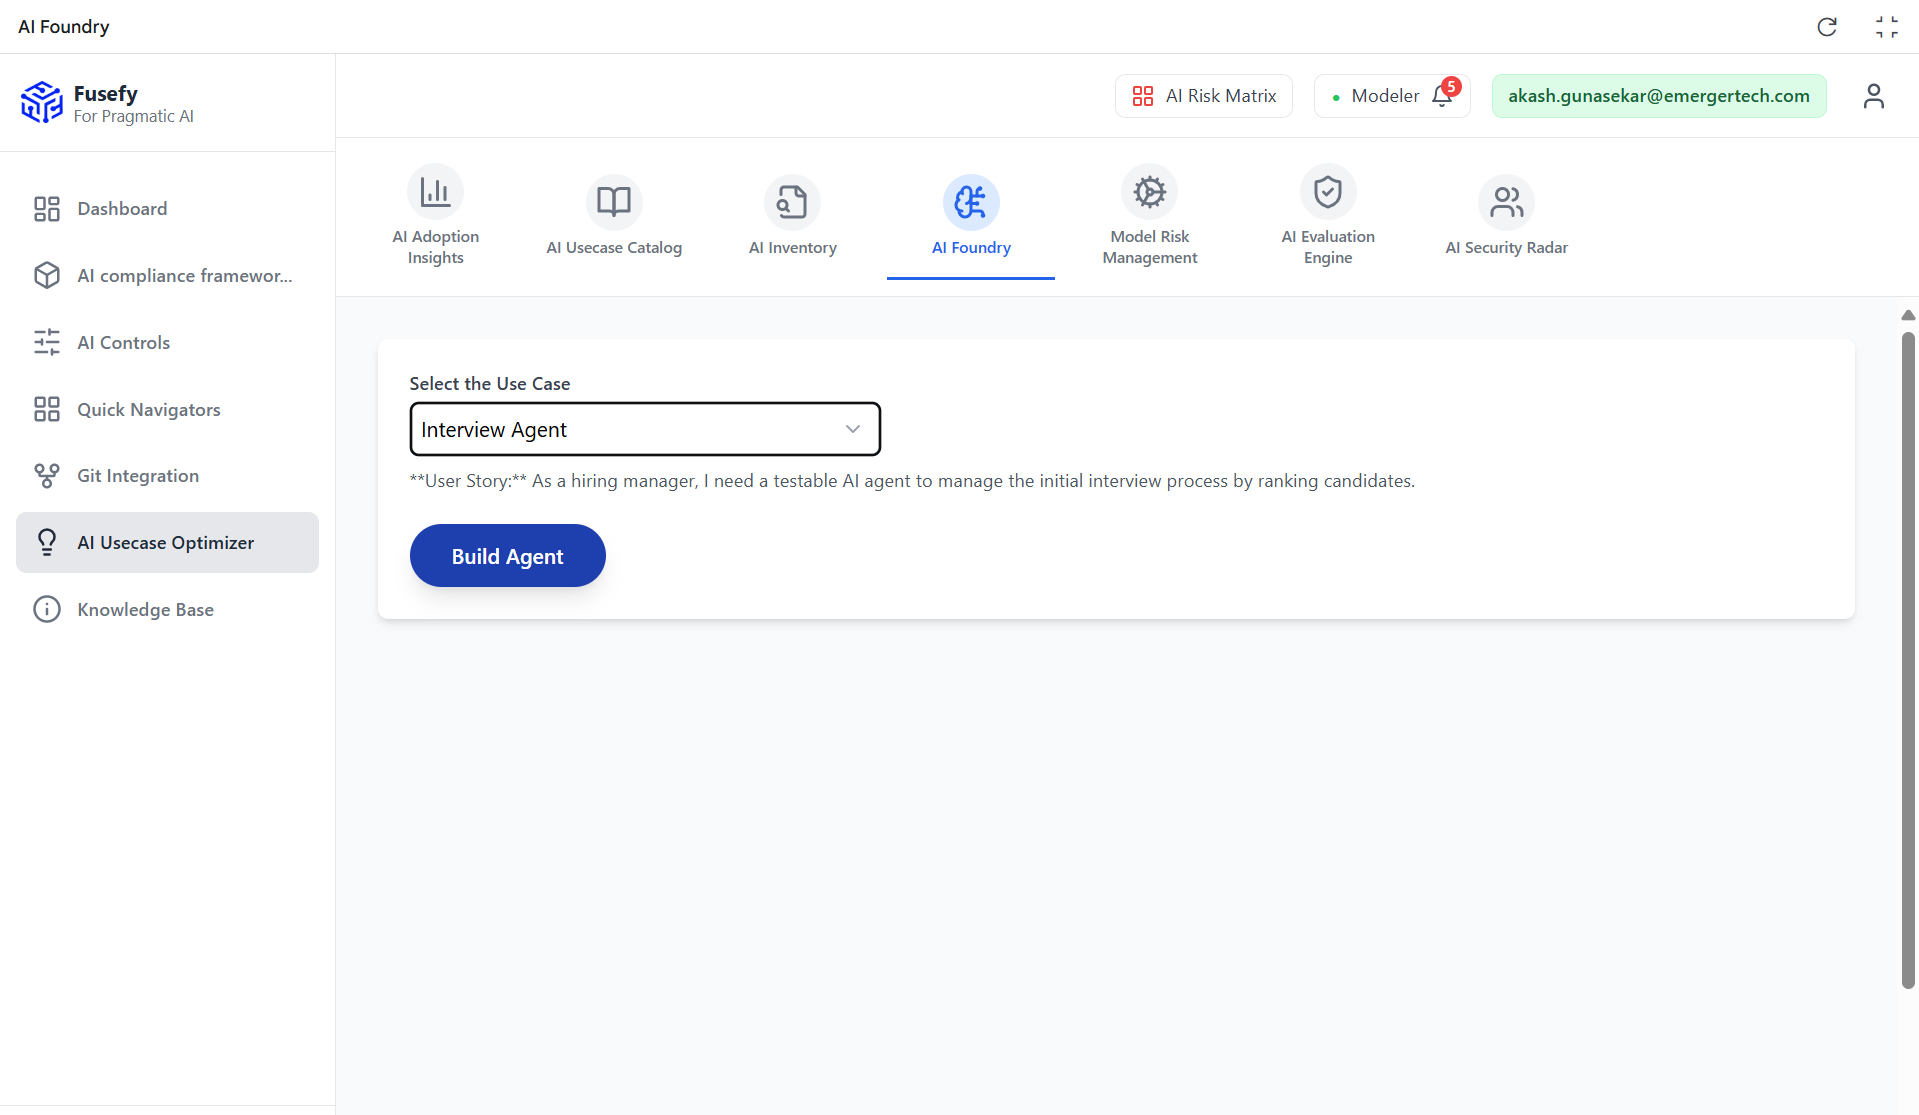 AI Foundry
Fusefy
For Pragmatic AI
AI Risk Matrix
Modeler
5
akash.gunasekar@emergertech.com
Dashboard
AI compliance framewor...
AI Controls
Quick Navigators
Git Integration
AI Usecase Optimizer
Knowledge Base
AI Adoption
Insights
AI Usecase Catalog
AI Inventory
AI Foundry
Model Risk
Management
AI Evaluation
Engine
AI Security Radar
Select the Use Case
Interview Agent
**User Story:** As a hiring manager, I need a testable AI agent to manage the initial interview process by ranking candidates.
Build Agent